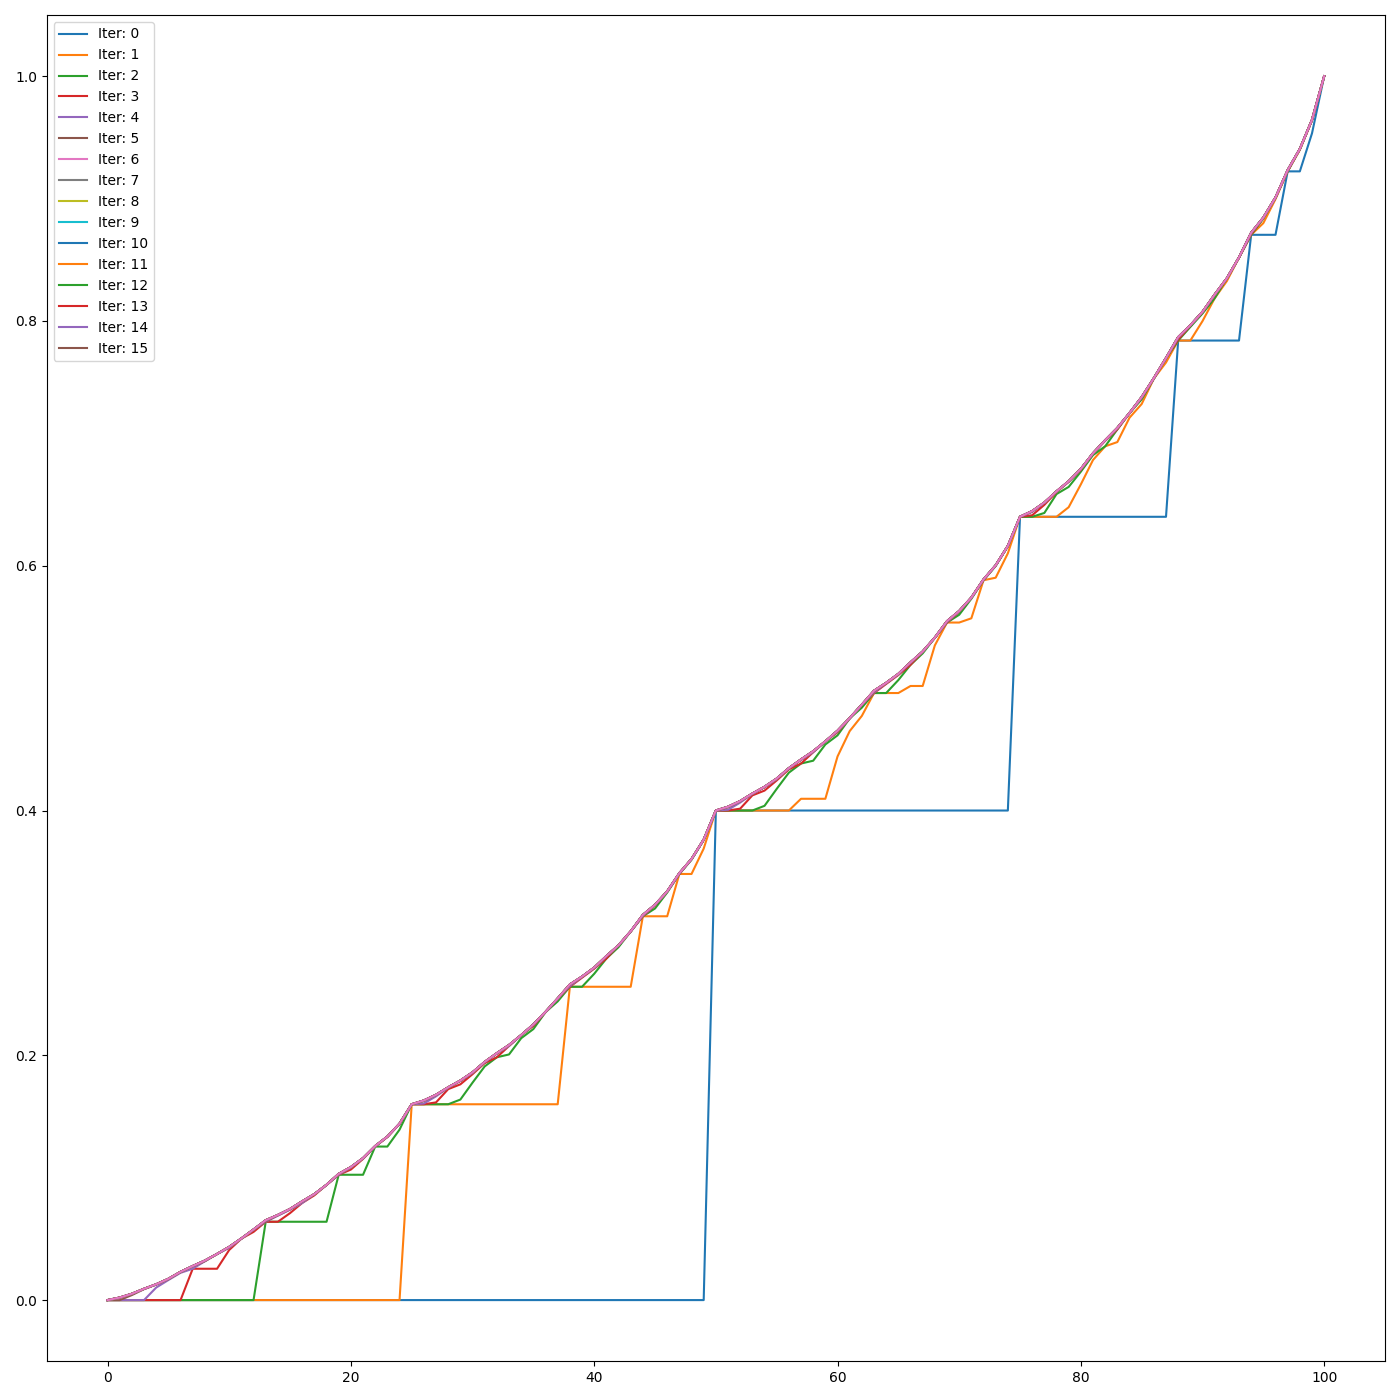 Iter: 0
Iter: 1
Iter: 2
Iter: 3
Iter: 4
Iter: 5
Iter: 6
Iter: 7
Iter: 8
Iter: 9
Iter: 10
Iter: 11
Iter: 12
Iter: 13
Iter: 14
Iter: 15
1.0
0.8
0.6
0.4
0.2
0.0
0 20 40 60 80 100